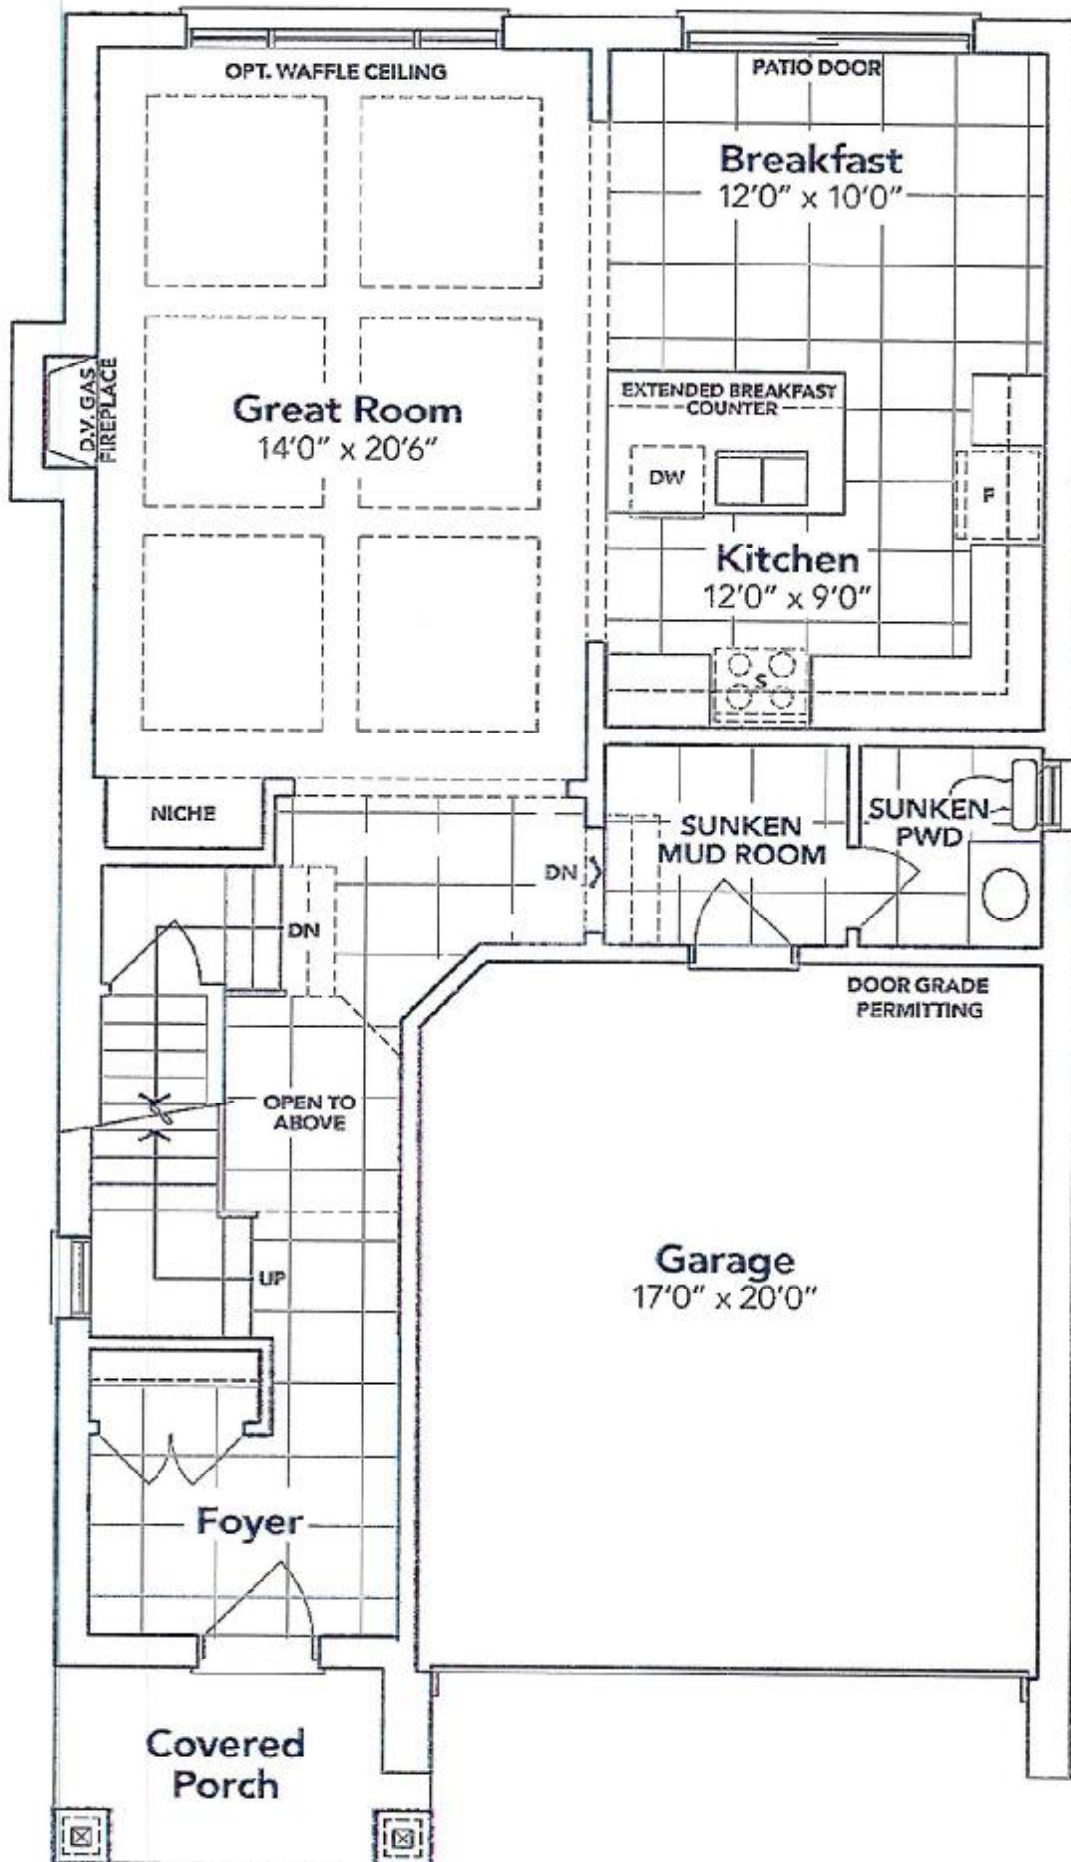 OPT. WAFFLE CEILING
PATIO DOOR
Breakfast
12'0" x 10'0"
D.V. GAS
FIREPLACE
Great Room
14'0" x 20'6"
EXTENDED BREAKFAST
COUNTER
DW
F
Kitchen
12'0" x 9'0"
S
NICHE
SUNKEN
MUD ROOM
SUNKEN
PWD
DN
DN
DOOR GRADE
PERMITTING
OPEN TO
ABOVE
UP
Garage
17'0" x 20'0"
Foyer
Covered
Porch